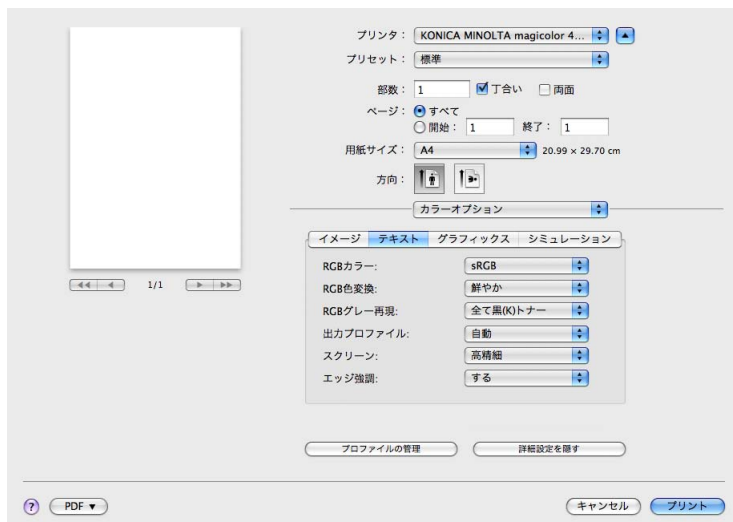 プリンタ： KONICA MINOLTA magicolor 4...
プリセット： 標準
部数： 1 丁合い 両面
ページ： すべて
開始： 1 終了： 1
用紙サイズ： A4 20.99 × 29.70 cm
方向：
カラーオプション
イメージ テキスト グラフィックス シミュレーション
RGBカラー: sRGB
RGB色変換: 鮮やか
RGBグレー再現: 全て黒(K)トナー
出力プロファイル: 自動
スクリーン: 高精細
エッジ強調: する
1/1
プロファイルの管理 詳細設定を隠す
? PDF ▼ キャンセル プリント